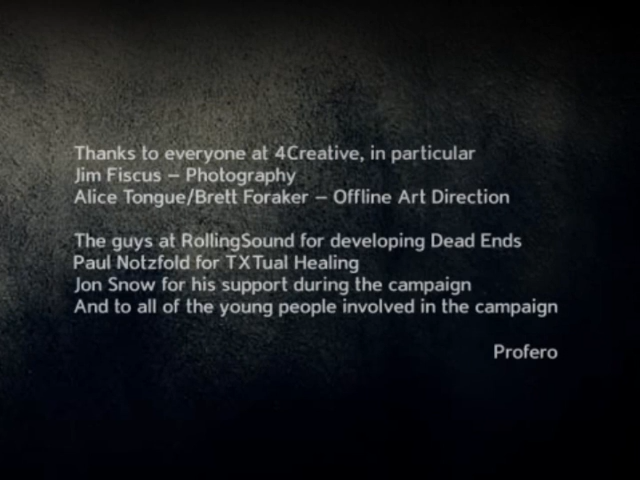 Thanks to everyone at 4Creative, in particular
Jim Fiscus – Photography
Alice Tongue/Brett Foraker – Offline Art Direction
The guys at RollingSound for developing Dead Ends
Paul Notzfold for TXTual Healing
Jon Snow for his support during the campaign
And to all of the young people involved in the campaign
Profero